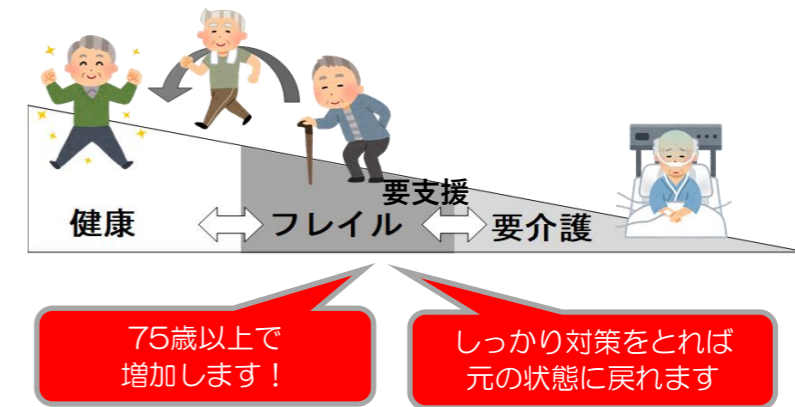 要支援
健康
フレイル
要介護
75歳以上で
増加します！
しっかり対策をとれば
元の状態に戻れます